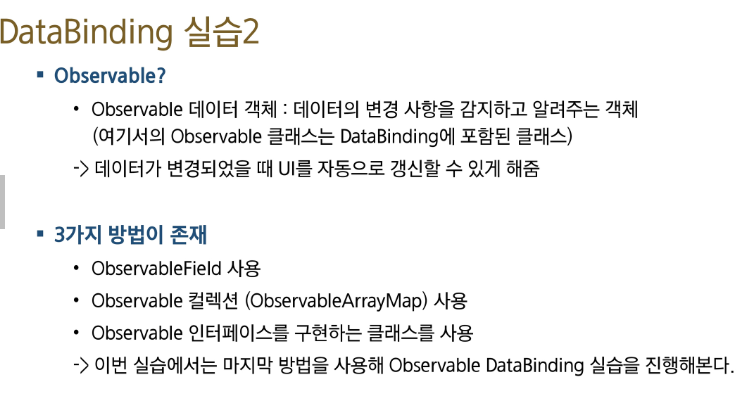 DataBinding 실습2
▪ Observable?
• Observable 데이터 객체 : 데이터의 변경 사항을 감지하고 알려주는 객체
(여기서의 Observable 클래스는 DataBinding에 포함된 클래스)
-> 데이터가 변경되었을 때 UI를 자동으로 갱신할 수 있게 해줌
▪ 3가지 방법이 존재
• ObservableField 사용
• Observable 컬렉션 (ObservableArrayMap) 사용
• Observable 인터페이스를 구현하는 클래스를 사용
-> 이번 실습에서는 마지막 방법을 사용해 Observable DataBinding 실습을 진행해본다.